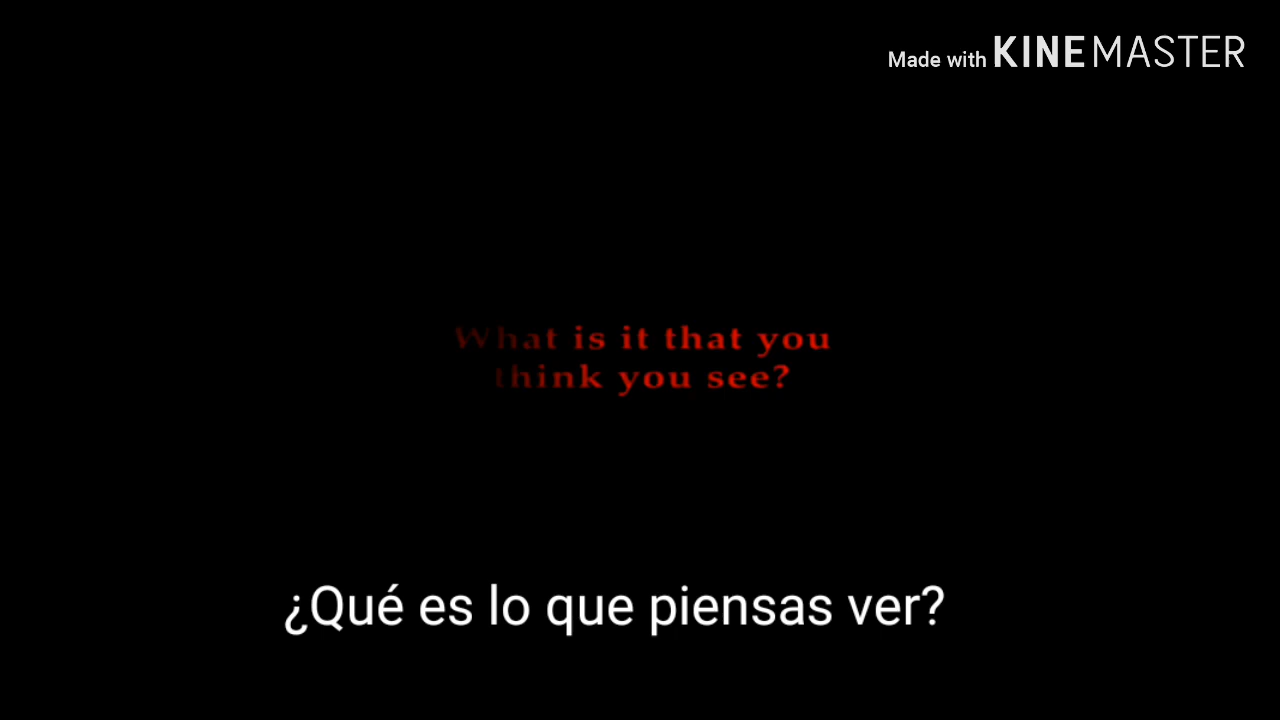 Made with KINEMASTER
What is it that you
think you see?
¿Qué es lo que piensas ver?